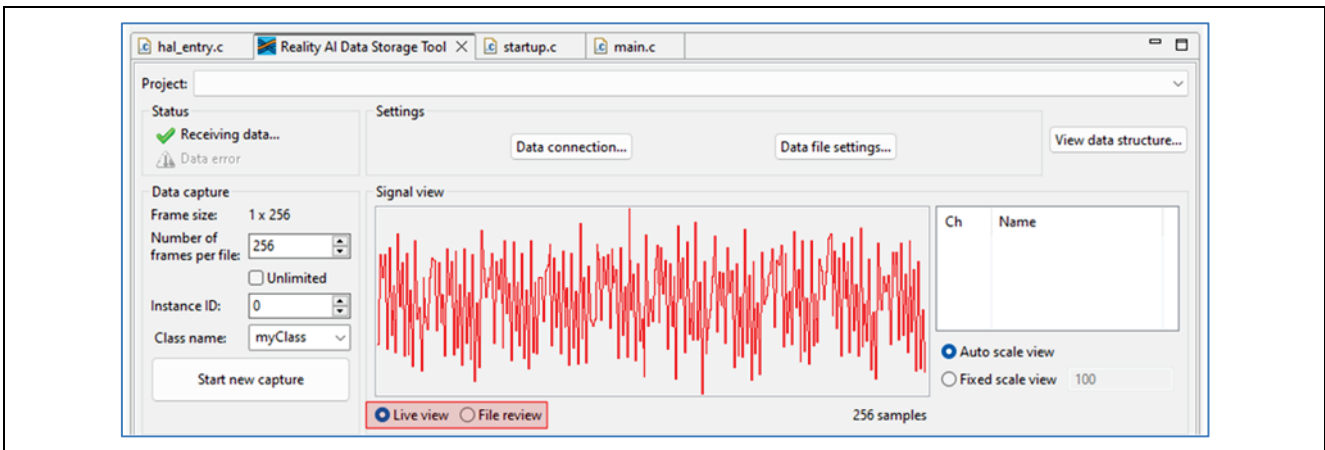 hal_entry.c Reality AI Data Storage Tool startup.c main.c
Project:
Status
Receiving data...
Data error
Settings
Data connection... Data file settings...
View data structure...
Data capture
Frame size: 1 x 256
Number of
frames per file: 256
Unlimited
Instance ID: 0
Class name: myClass
Start new capture
Signal view
Ch Name
Auto scale view
Fixed scale view 100
Live view File review
256 samples